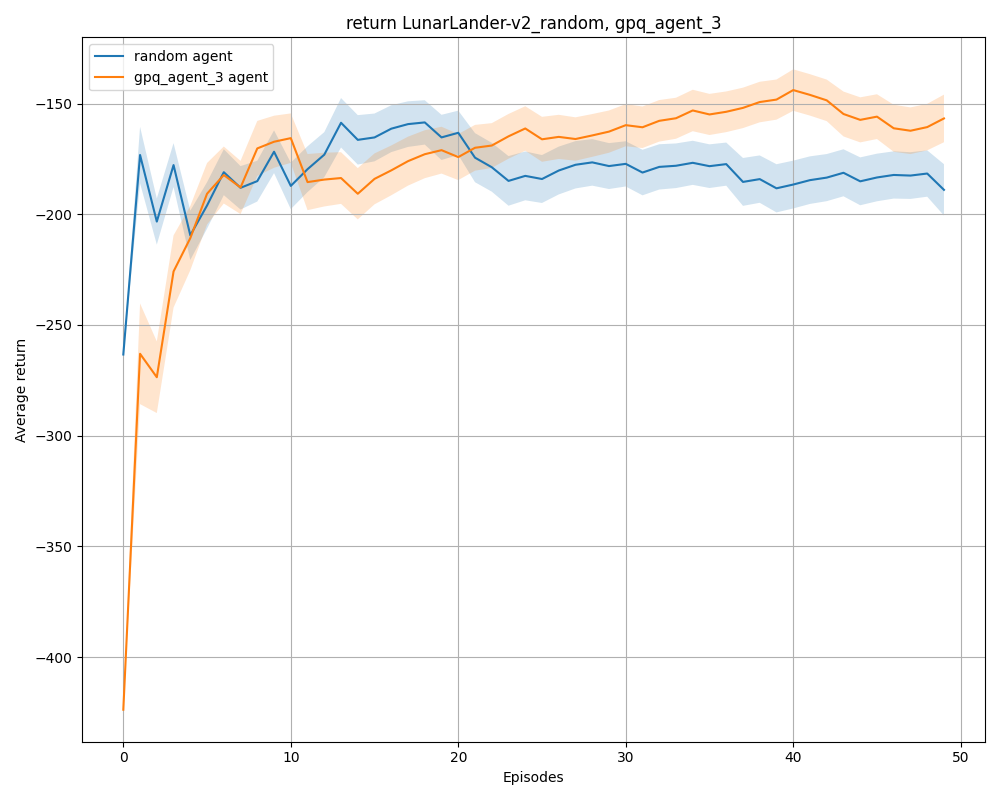 return LunarLander-v2_random, gpq_agent_3
random agent
gpq_agent_3 agent
Average return
−150
−200
−250
−300
−350
−400
0 10 20 30 40 50
Episodes